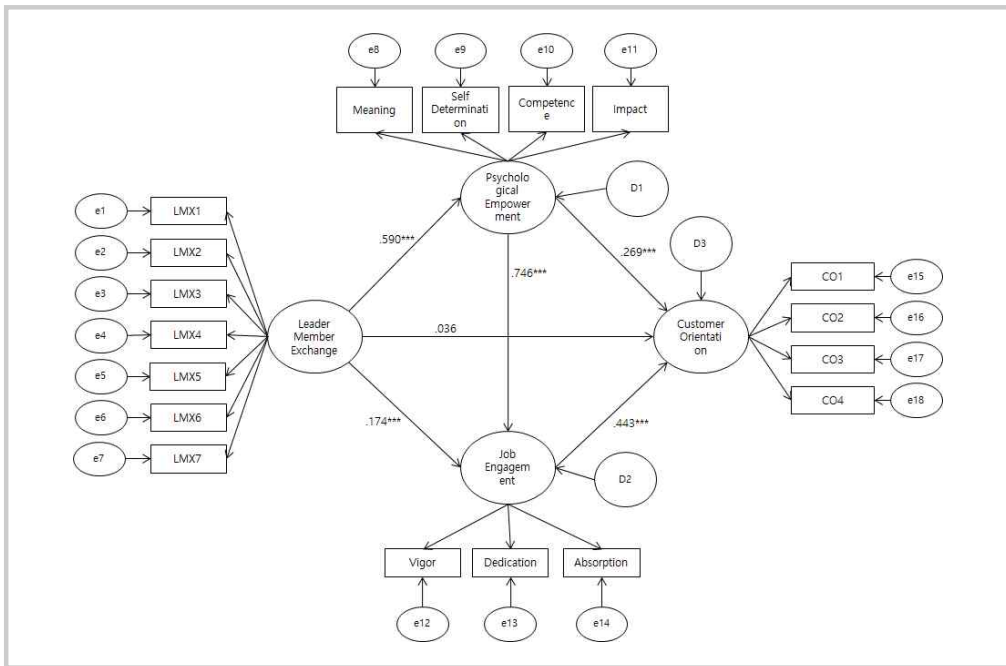 e8
e9
e10
e11
Meaning
Self
Determinati
on
Competenc
e
Impact
Psycholo
gical
Empower
ment
D1
e1
LMX1
e2
LMX2
e3
LMX3
e4
LMX4
e5
LMX5
e6
LMX6
e7
LMX7
.590***
.269***
D3
.746***
Leader
Member
Exchange
.036
Customer
Orientati
on
CO1
e15
CO2
e16
CO3
e17
CO4
e18
.174***
.443***
Job
Engagem
ent
D2
Vigor
Dedication
Absorption
e12
e13
e14